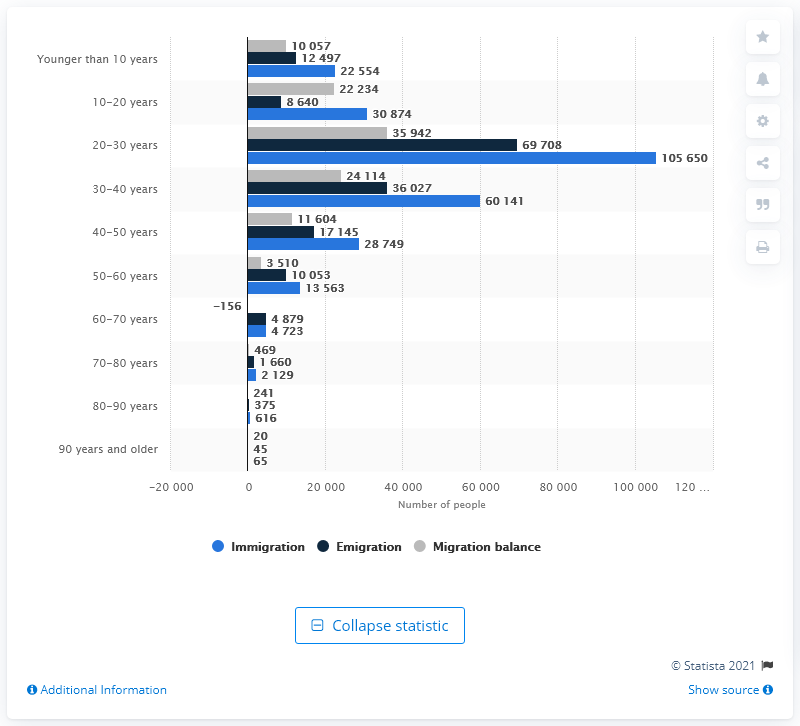 10 057
Younger than 10 years 12 497
22 554
22 234
10–20 years 8 640
30 874
35 942
20–30 years 69 708
105 650
24 114
30–40 years 36 027
60 141
11 604
40–50 years 17 145
28 749
3 510
50–60 years 10 053
13 563
−156
60–70 years 4 879
4 723
469
70–80 years 1 660
2 129
241
80–90 years 375
616
20
90 years and older 45
65
−20 000 0 20 000 40 000 60 000 80 000 100 000 120 ...
Number of people
Immigration Emigration Migration balance
Collapse statistic
© Statista 2021
Additional Information Show source